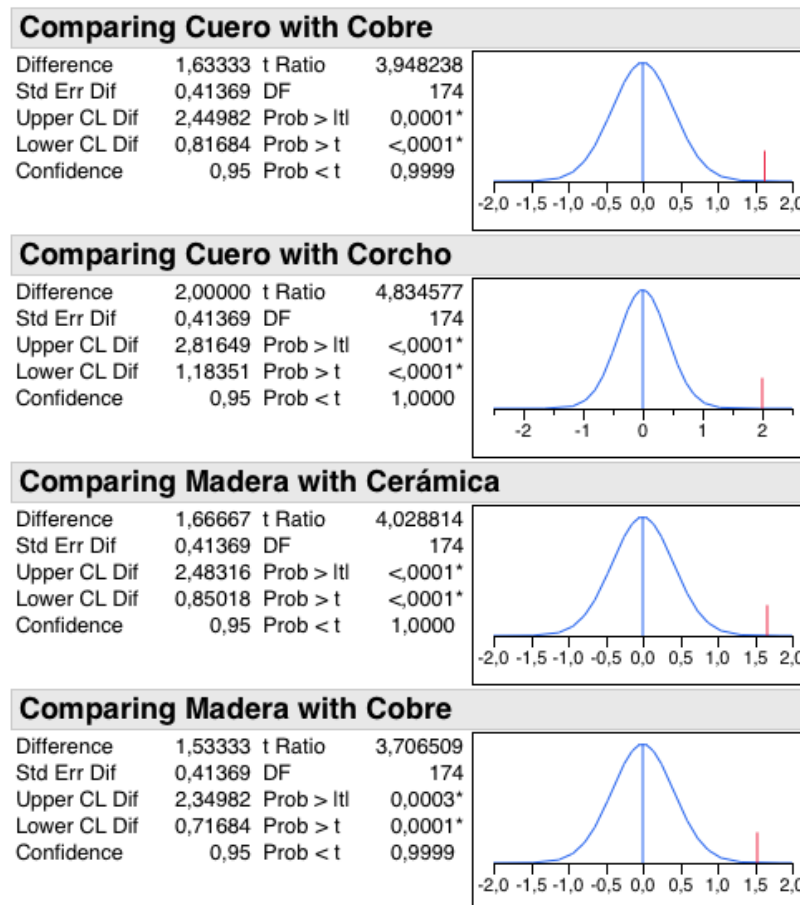 Comparing Cuero with Cobre
Difference 1,63333 t Ratio 3,948238
Std Err Dif 0,41369 DF 174
Upper CL Dif 2,44982 Prob > |t| 0,0001*
Lower CL Dif 0,81684 Prob > t <,0001*
Confidence 0,95 Prob < t 0,9999
-2,0 -1,5 -1,0 -0,5 0,0 0,5 1,0 1,5 2,0
Comparing Cuero with Corcho
Difference 2,00000 t Ratio 4,834577
Std Err Dif 0,41369 DF 174
Upper CL Dif 2,81649 Prob > |t| <,0001*
Lower CL Dif 1,18351 Prob > t <,0001*
Confidence 0,95 Prob < t 1,0000
-2 -1 0 1 2
Comparing Madera with Cerámica
Difference 1,66667 t Ratio 4,028814
Std Err Dif 0,41369 DF 174
Upper CL Dif 2,48316 Prob > |t| <,0001*
Lower CL Dif 0,85018 Prob > t <,0001*
Confidence 0,95 Prob < t 1,0000
-2,0 -1,5 -1,0 -0,5 0,0 0,5 1,0 1,5 2,0
Comparing Madera with Cobre
Difference 1,53333 t Ratio 3,706509
Std Err Dif 0,41369 DF 174
Upper CL Dif 2,34982 Prob > |t| 0,0003*
Lower CL Dif 0,71684 Prob > t 0,0001*
Confidence 0,95 Prob < t 0,9999
-2,0 -1,5 -1,0 -0,5 0,0 0,5 1,0 1,5 2,0